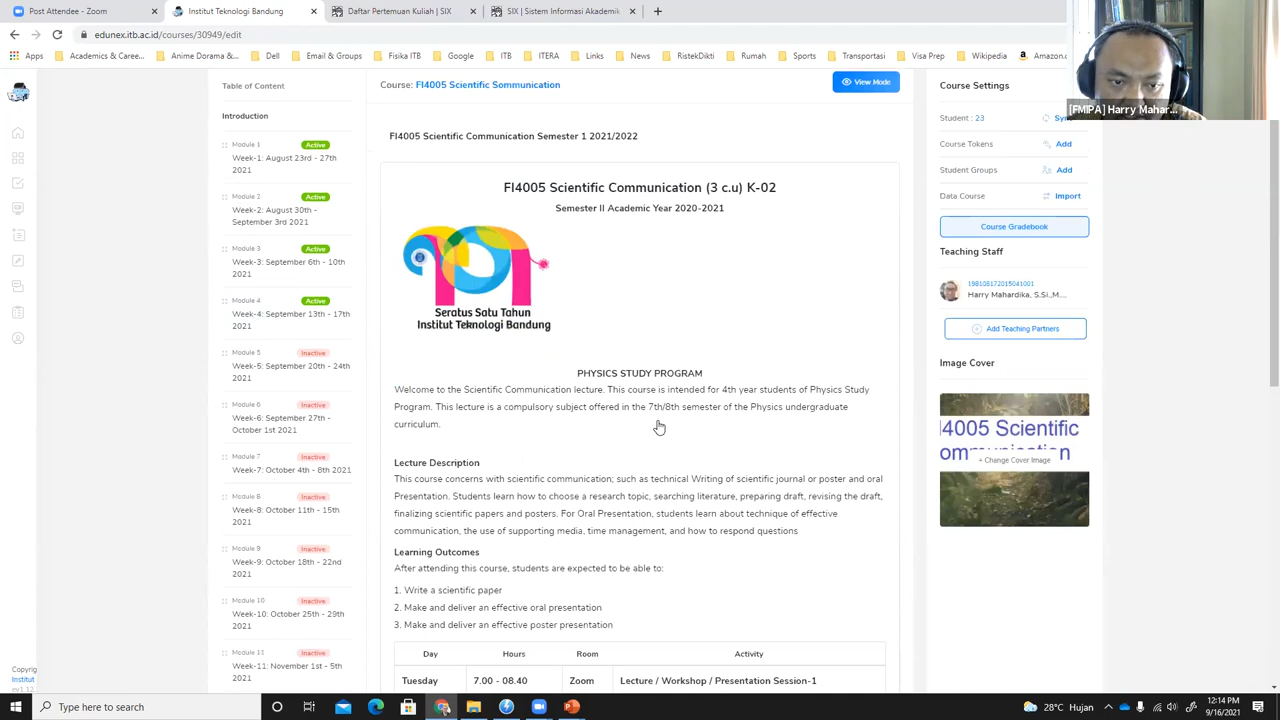 Post Attendee - Zoom
Institut Teknologi Bandung
Daftar Pertemuan Kuliah | SIX
SIX | Sistem Informasi Akademik
edunex.itb.ac.id/courses/30949/edit
Apps
Academics & Caree...
Anime Dorama &...
Dell
Email & Groups
Fisika ITB
Google
ITB
ITERA
Links
News
RistekDikti
Rumah
Sports
Transportasi
Visa Prep
Wikipedia
Amazon.c
[FMIPA] Harry Mahar...
Table of Content
Introduction
Module 1 Active
Week-1: August 23rd - 27th
2021
Module 2 Active
Week-2: August 30th -
September 3rd 2021
Module 3 Active
Week-3: September 6th - 10th
2021
Module 4 Active
Week-4: September 13th - 17th
2021
Module 5 Inactive
Week-5: September 20th - 24th
2021
Module 6 Inactive
Week-6: September 27th -
October 1st 2021
Module 7 Inactive
Week-7: October 4th - 8th 2021
Module 8 Inactive
Week-8: October 11th - 15th
2021
Module 9 Inactive
Week-9: October 18th - 22nd
2021
Module 10 Inactive
Week-10: October 25th - 29th
2021
Module 11 Inactive
Week-11: November 1st - 5th
2021
Copyrig
Institut
Course: FI4005 Scientific Sommunication
View Mode
FI4005 Scientific Communication Semester 1 2021/2022
FI4005 Scientific Communication (3 c.u) K-02
Semester II Academic Year 2020-2021
Seratus Satu Tahun
Institut Teknologi Bandung
PHYSICS STUDY PROGRAM
Welcome to the Scientific Communication lecture. This course is intended for 4th year students of Physics Study
Program. This lecture is a compulsory subject offered in the 7th/8th semester of the Physics undergraduate
curriculum.
Lecture Description
This course concerns with scientific communication; such as technical Writing of scientific journal or poster and oral
Presentation. Students learn how to choose a research topic, searching literature, preparing draft, revising the draft,
finalizing scientific papers and posters. For Oral Presentation, students learn about technique of effective
communication, the use of supporting media, time management, and how to respond questions
Learning Outcomes
After attending this course, students are expected to be able to:
1. Write a scientific paper
2. Make and deliver an effective oral presentation
3. Make and deliver an effective poster presentation
Day Hours Room Activity
Tuesday 7.00 - 08.40 Zoom Lecture / Workshop / Presentation Session-1
Course Settings
Student : 23 Syn
Course Tokens Add
Student Groups Add
Data Course Import
Course Gradebook
Teaching Staff
198108172015041001
Harry Mahardika, S.Si.,M....
Add Teaching Partners
Image Cover
I4005 Scientific
ommunication
+ Change Cover Image
Type here to search
28°C Haze
12:14 PM
9/16/2021